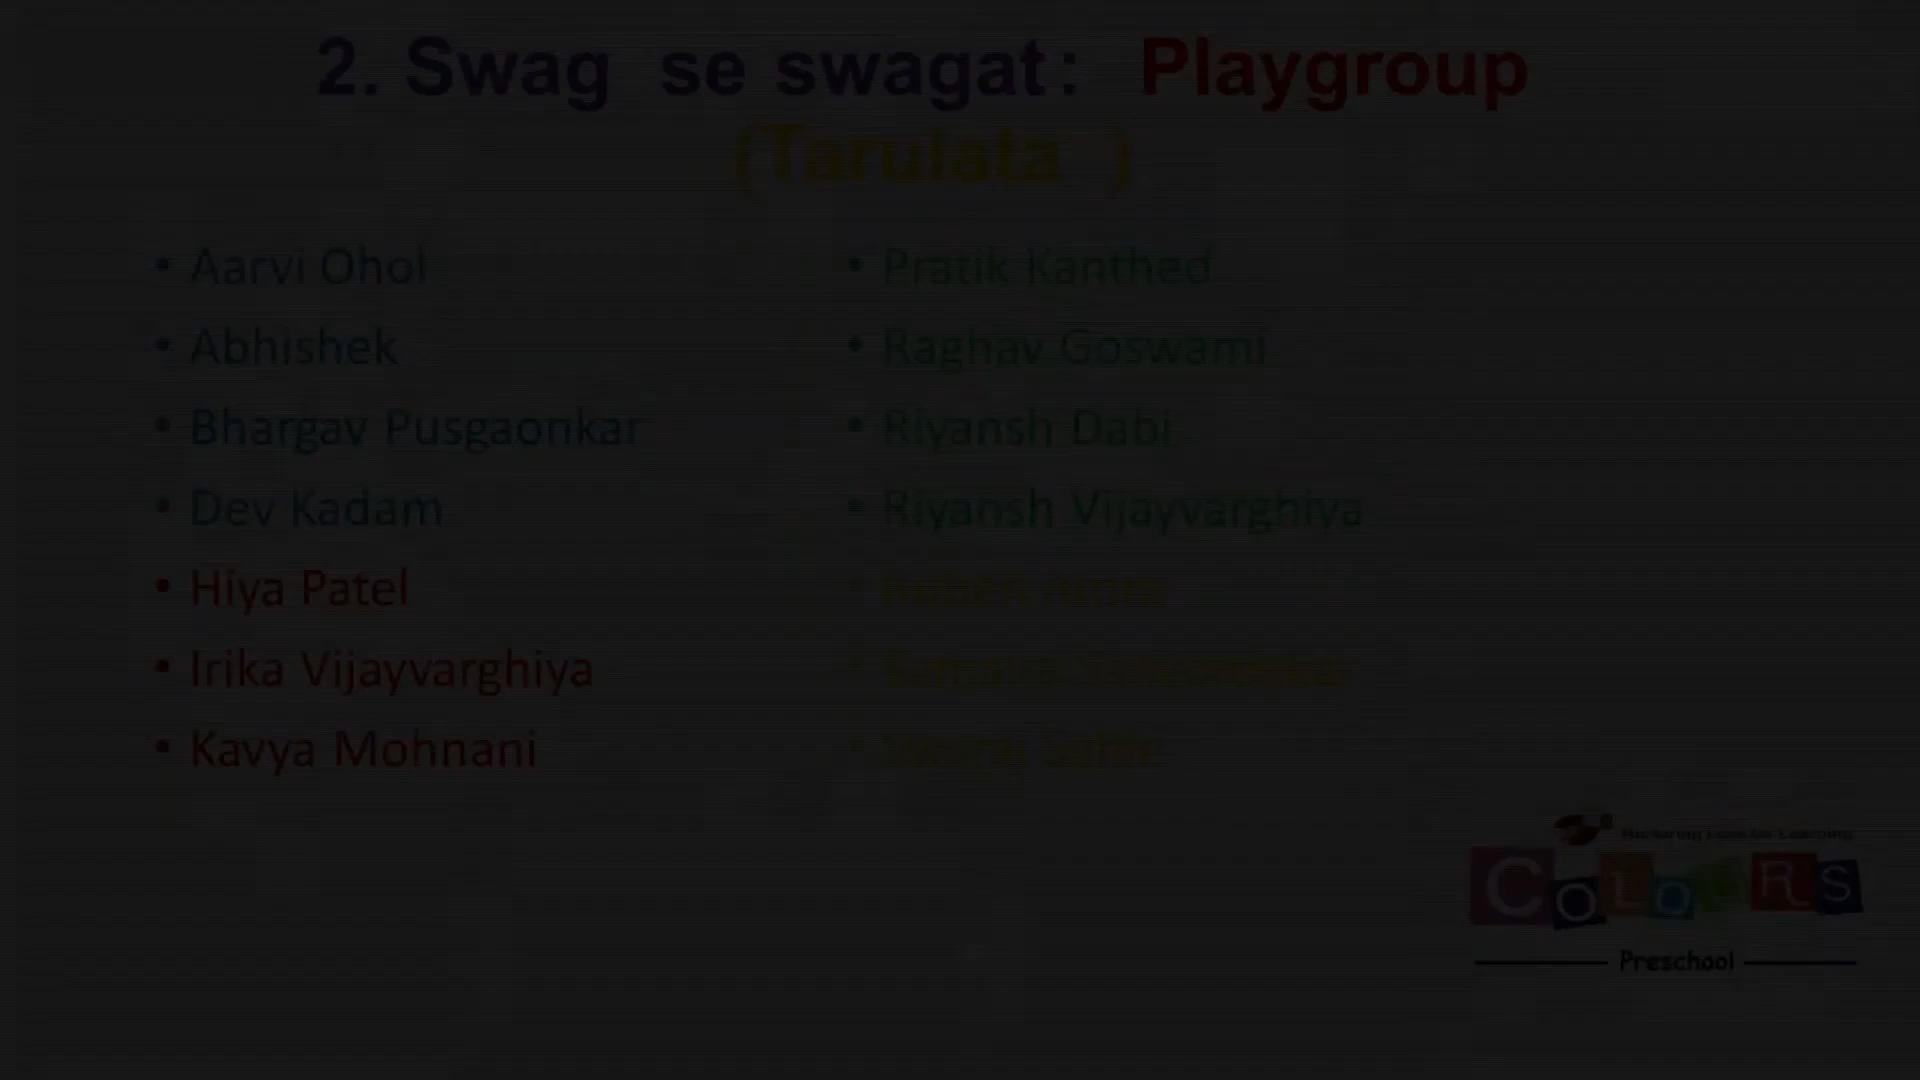 2. Swag se swagat: Playgroup
(Tarulata )
• Aarvi Ohol
• Abhishek
• Bhargav Pusgaonkar
• Dev Kadam
• Hiya Patel
• Irika Vijayvarghiya
• Kavya Mohnani
• Pratik Kanthed
• Raghav Goswami
• Riyansh Dabi
• Riyansh Vijayvarghiya
COLORS
Preschool